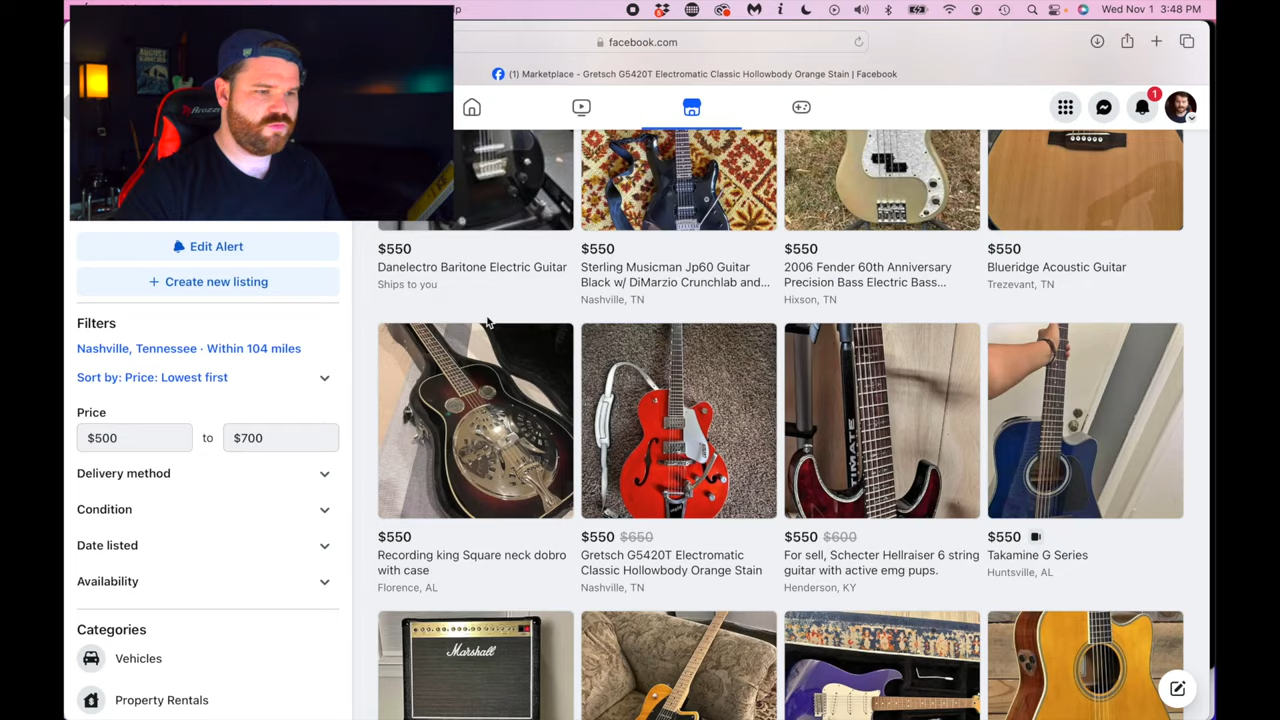 p
Wed Nov 1 3:48 PM
facebook.com
(1) Marketplace - Gretsch G5420T Electromatic Classic Hollowbody Orange Stain | Facebook
1
Arozzi
Edit Alert
+ Create new listing
Filters
Nashville, Tennessee · Within 104 miles
Sort by: Price: Lowest first
Price
$500 to $700
Delivery method
Condition
Date listed
Availability
Categories
Vehicles
Property Rentals
$550
Danelectro Baritone Electric Guitar
Ships to you
$550
Sterling Musicman Jp60 Guitar
Black w/ DiMarzio Crunchlab and...
Nashville, TN
$550
2006 Fender 60th Anniversary
Precision Bass Electric Bass...
Hixson, TN
$550
Blueridge Acoustic Guitar
Trezevant, TN
$550
Recording king Square neck dobro
with case
Florence, AL
$550 $650
Gretsch G5420T Electromatic
Classic Hollowbody Orange Stain
Nashville, TN
TIMATE
$550 $600
For sell, Schecter Hellraiser 6 string
guitar with active emg pups.
Henderson, KY
$550
Takamine G Series
Huntsville, AL
Marshall